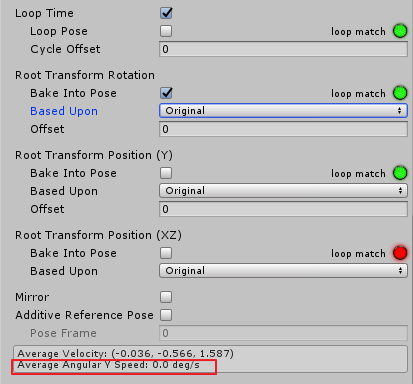 Loop Time
Loop Pose loop match
Cycle Offset 0
Root Transform Rotation
Bake Into Pose loop match
Based Upon Original
Offset 0
Root Transform Position (Y)
Bake Into Pose loop match
Based Upon Original
Offset 0
Root Transform Position (XZ)
Bake Into Pose loop match
Based Upon Original
Mirror
Additive Reference Pose
Pose Frame 0
Average Velocity: (-0.036, -0.566, 1.587)
Average Angular Y Speed: 0.0 deg/s